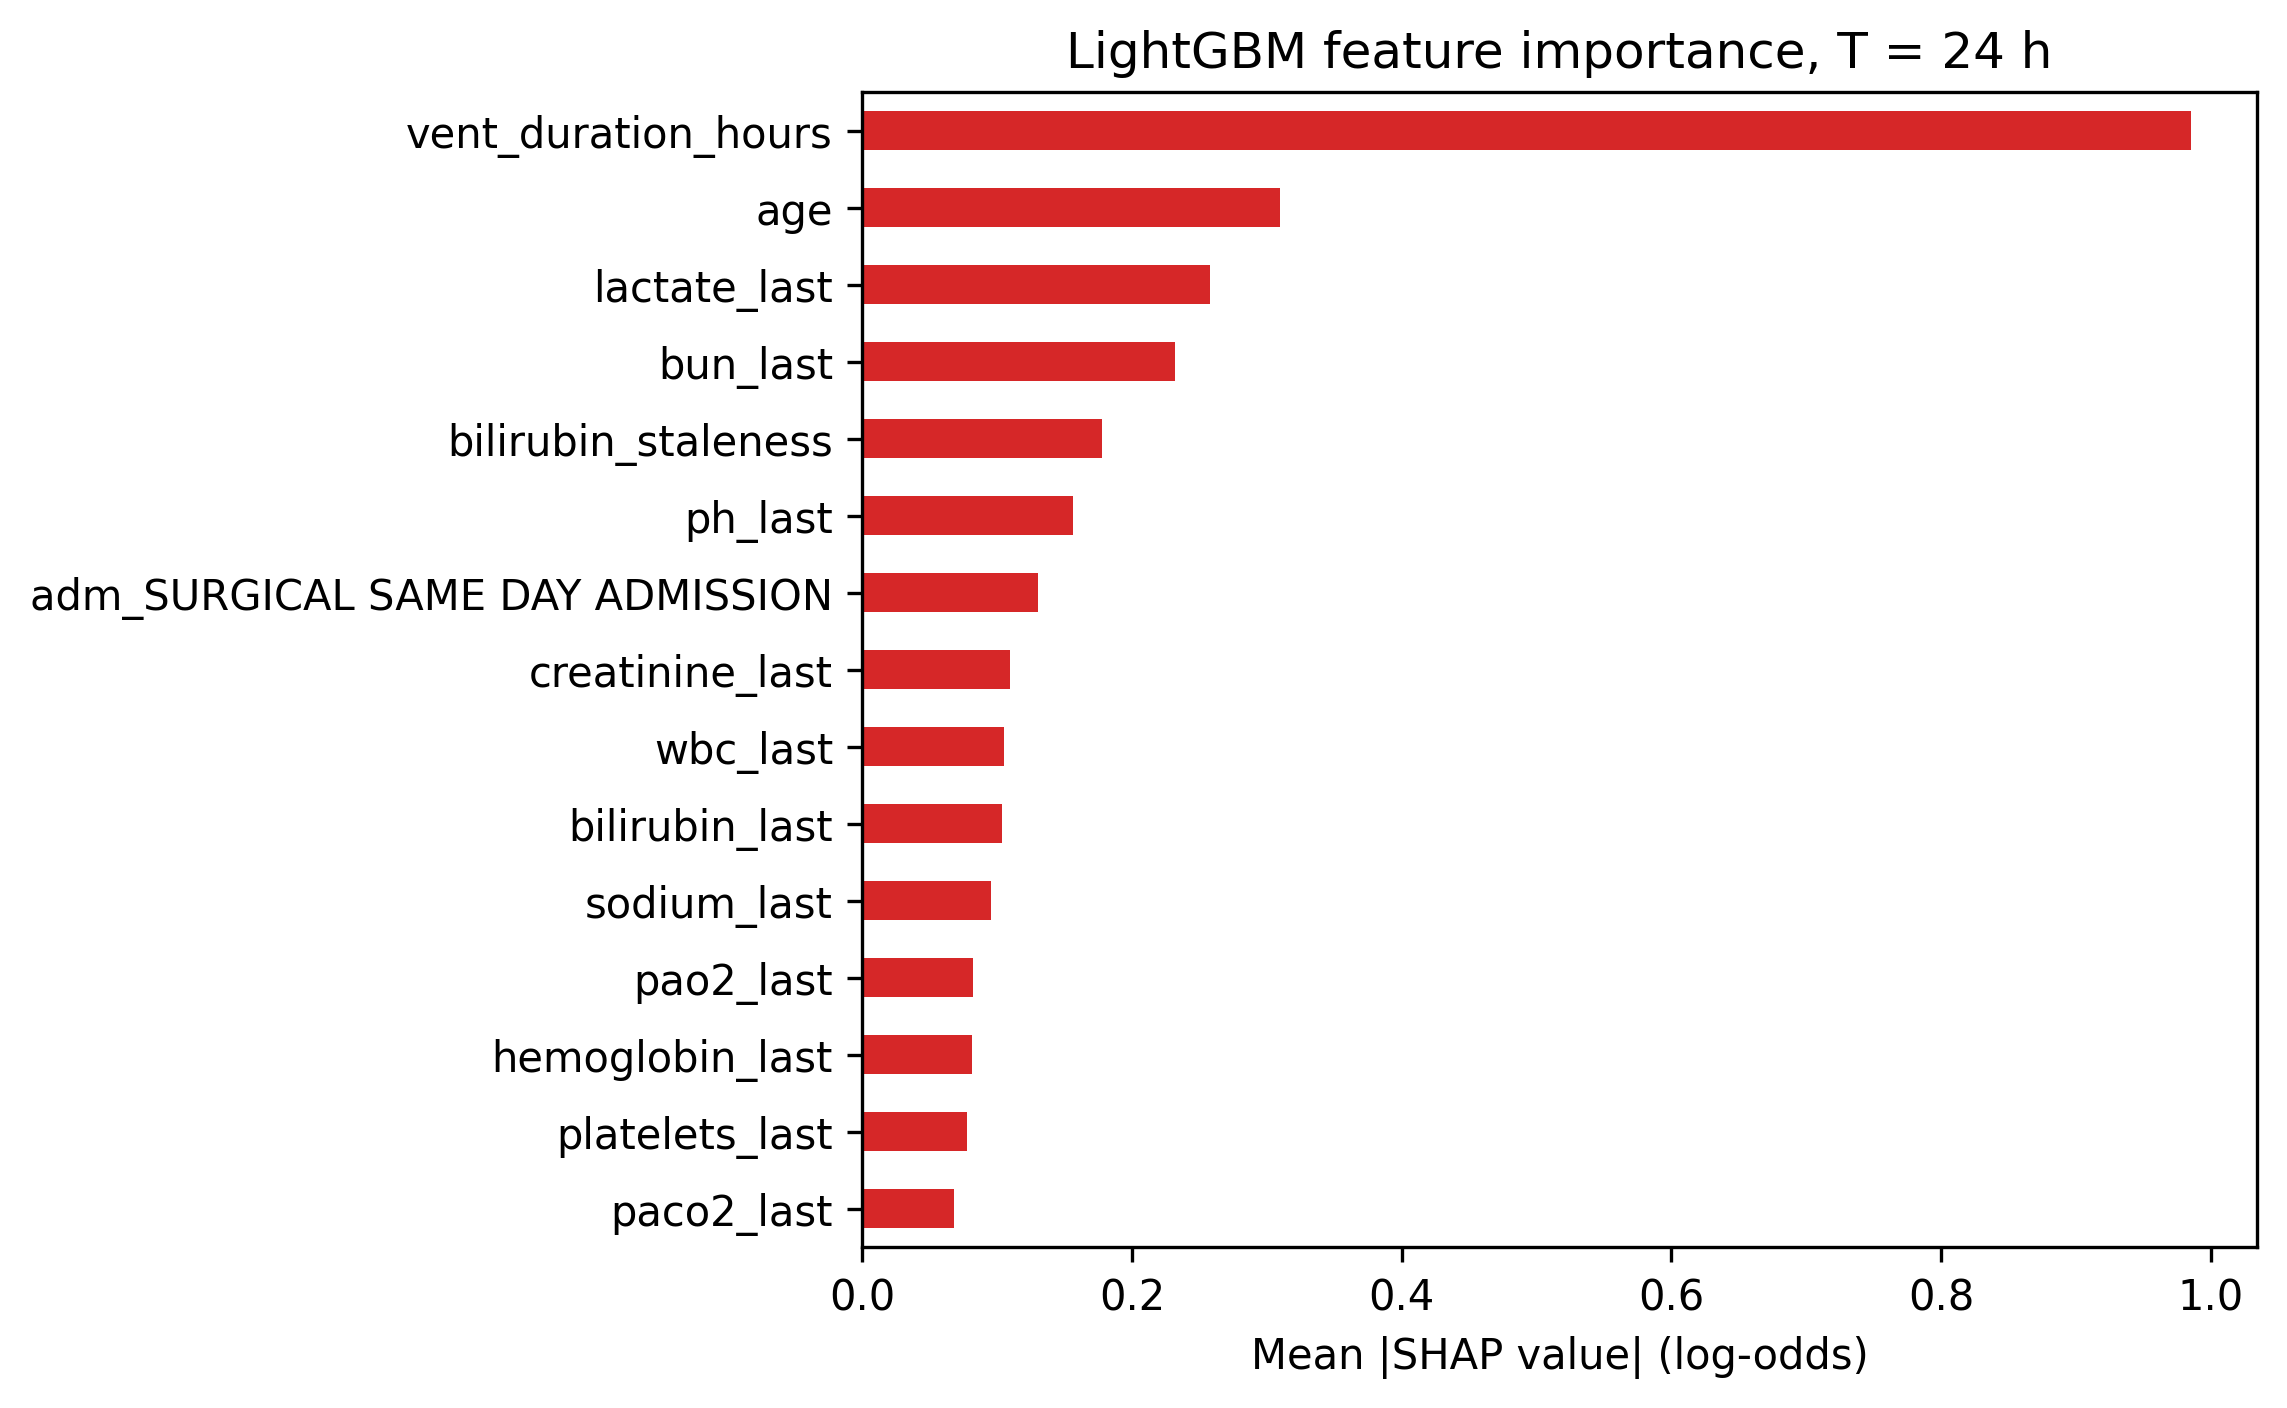 LightGBM feature importance, T = 24 h
vent_duration_hours
age
lactate_last
bun_last
bilirubin_staleness
ph_last
adm_SURGICAL SAME DAY ADMISSION
creatinine_last
wbc_last
bilirubin_last
sodium_last
pao2_last
hemoglobin_last
platelets_last
paco2_last
0.0 0.2 0.4 0.6 0.8 1.0
Mean |SHAP value| (log-odds)